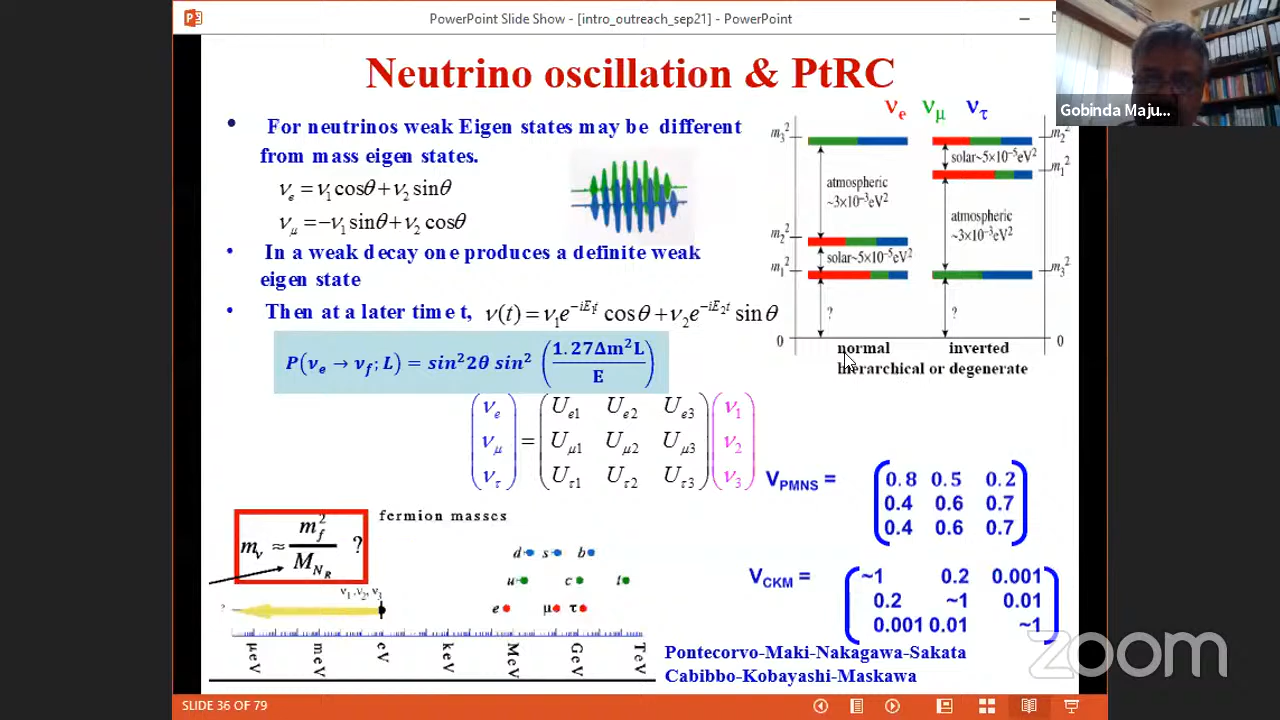 PowerPoint Slide Show - [intro_outreach_sep21] - PowerPoint
Gobinda Maju...
Neutrino oscillation & PtRC
• For neutrinos weak Eigen states may be different
from mass eigen states.
ν_e = ν_1 cosθ + ν_2 sinθ
ν_μ = −ν_1 sinθ + ν_2 cosθ
• In a weak decay one produces a definite weak
eigen state
• Then at a later time t, ν(t) = ν_1 e^{−iE_1t} cosθ + ν_2 e^{−iE_2t} sinθ
P(ν_e → ν_f; L) = sin²2θ sin² (1.27Δm²L / E)
ν_e ν_μ ν_τ
m_3² m_2²
solar~5×10⁻⁵eV²
m_1²
atmospheric
~3×10⁻³eV²
atmospheric
~3×10⁻³eV²
m_2²
solar~5×10⁻⁵eV²
m_1² m_3²
? ?
0 0
normal inverted
hierarchical or degenerate
ν_e U_e1 U_e2 U_e3 ν_1
ν_μ = U_μ1 U_μ2 U_μ3 ν_2
ν_τ U_τ1 U_τ2 U_τ3 ν_3
V_PMNS =
0.8 0.5 0.2
0.4 0.6 0.7
0.4 0.6 0.7
V_CKM =
~1 0.2 0.001
0.2 ~1 0.01
0.001 0.01 ~1
m_ν ≈ m_f² / M_{N_R} ?
fermion masses
d s b
u c t
ν_1, ν_2, ν_3
?
e μ τ
μeV meV eV keV MeV GeV TeV
Pontecorvo-Maki-Nakagawa-Sakata
Cabibbo-Kobayashi-Maskawa
zoom
SLIDE 36 OF 79